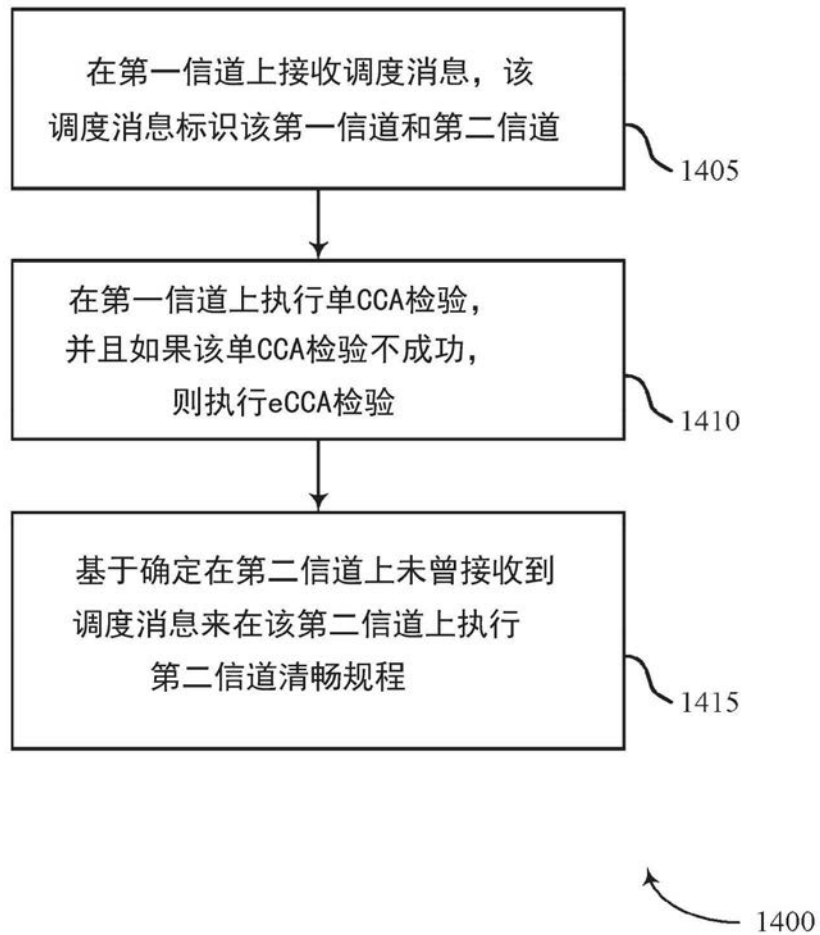 在第一信道上接收调度消息，该
调度消息标识该第一信道和第二信道
1405
在第一信道上执行单CCA检验，
并且如果该单CCA检验不成功，
则执行eCCA检验
1410
基于确定在第二信道上未曾接收到
调度消息来在该第二信道上执行
第二信道清畅规程
1415
1400